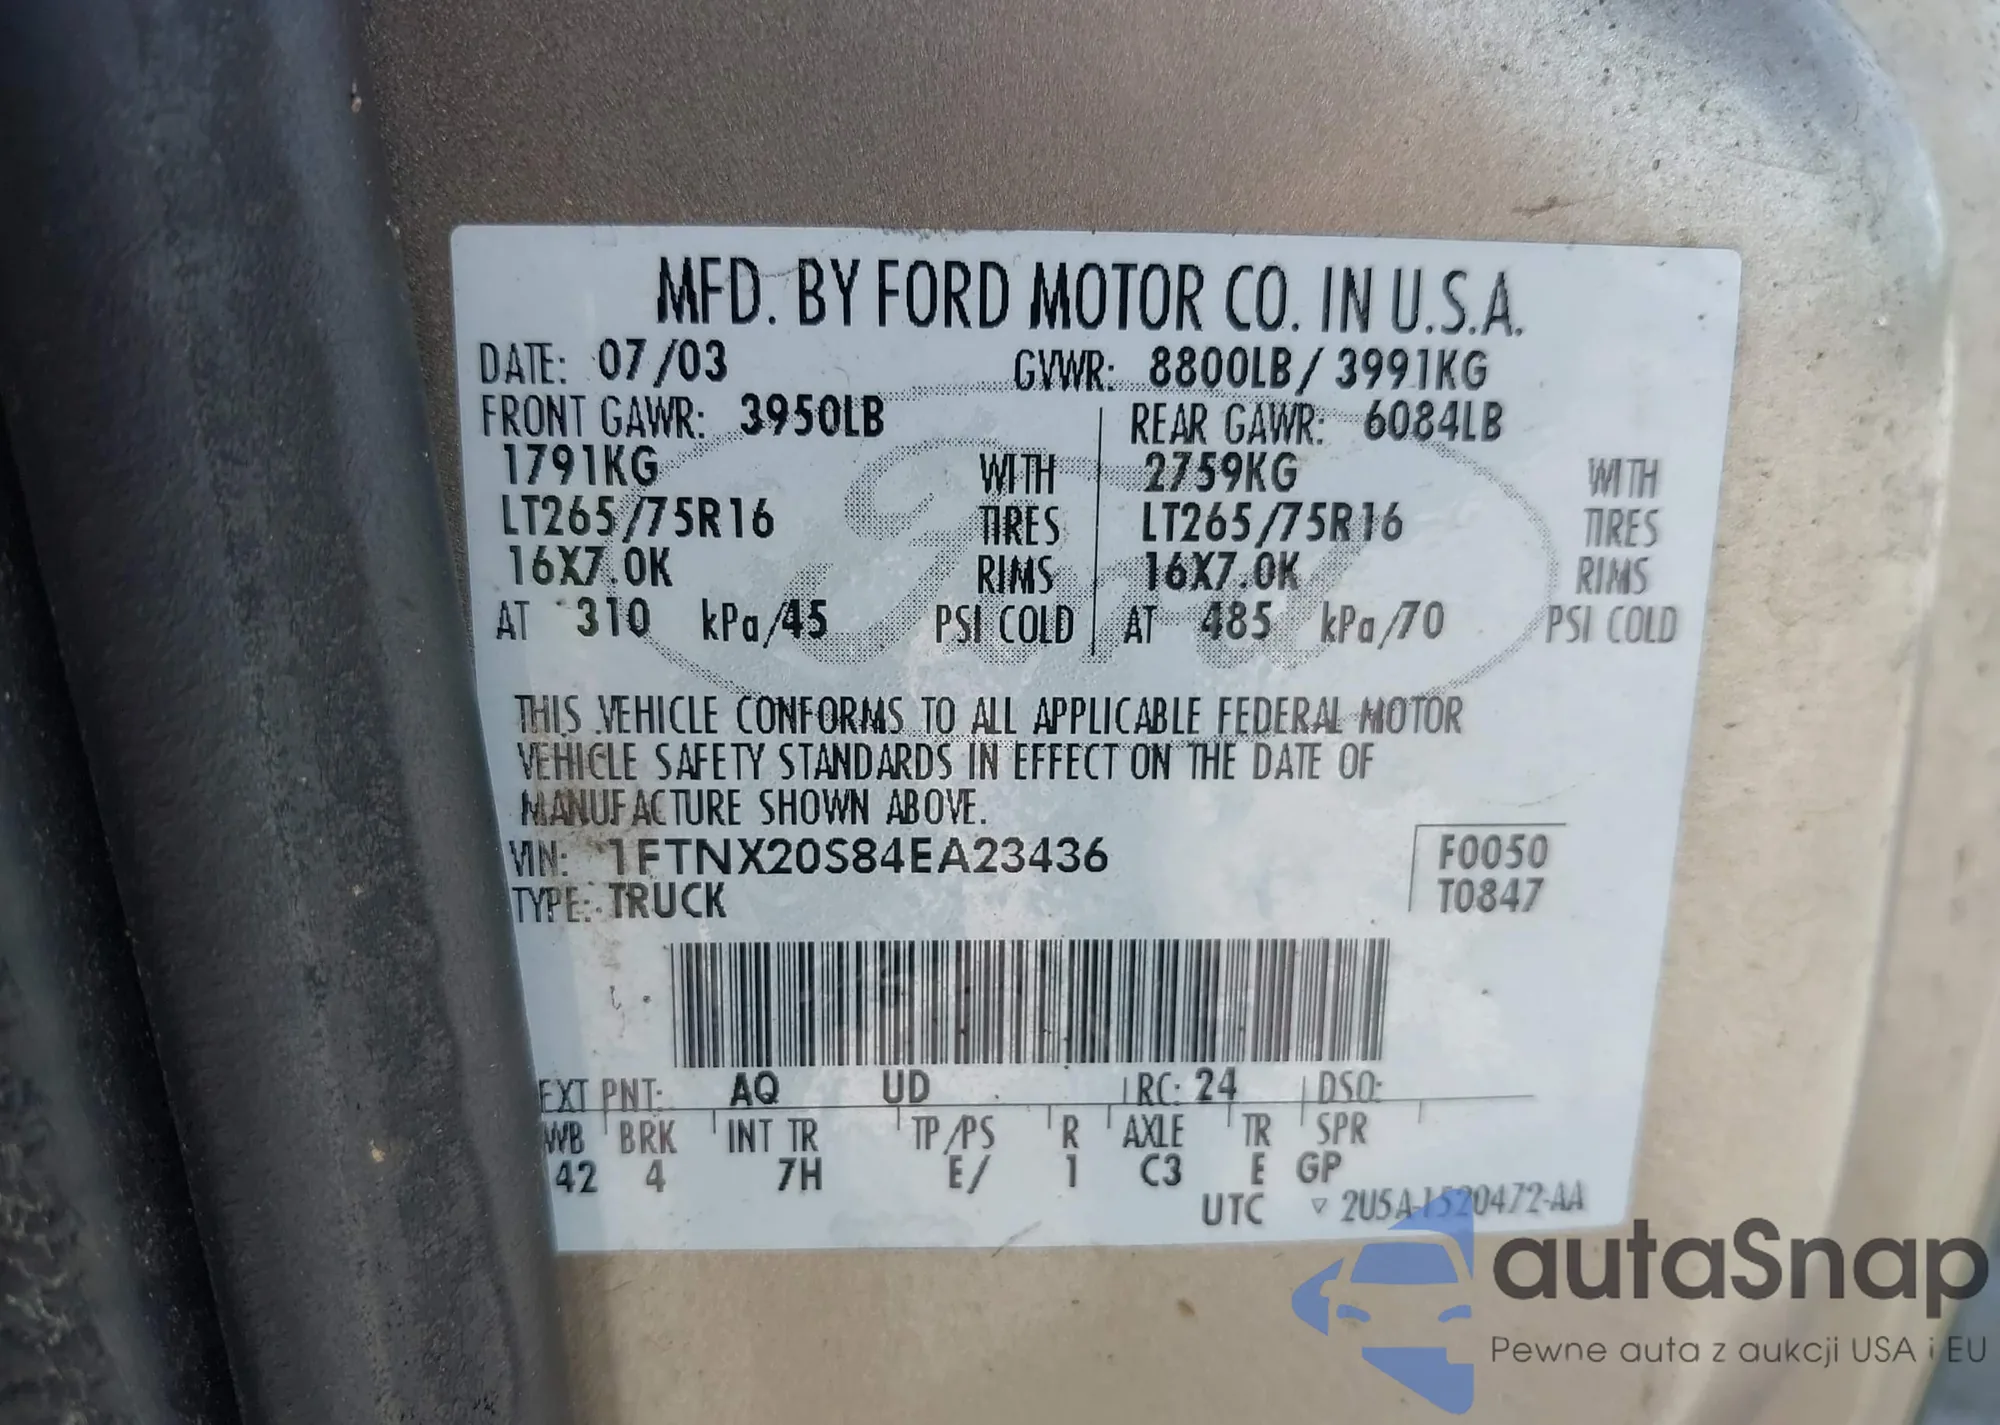 MFD. BY FORD MOTOR CO. IN U.S.A.
DATE: 07/03 GVWR: 8800LB/ 3991KG
FRONT GAWR: 3950LB REAR GAWR: 6084LB
1791KG WITH 2759KG WITH
LT265/75R16 TIRES LT265/75R16 TIRES
16X7.0K RIMS 16X7.0K RIMS
AT 310 kPa/45 PSI COLD AT 485 kPa/70 PSI COLD
THIS VEHICLE CONFORMS TO ALL APPLICABLE FEDERAL MOTOR
VEHICLE SAFETY STANDARDS IN EFFECT ON THE DATE OF
MANUFACTURE SHOWN ABOVE.
VIN: 1FTNX20S84EA23436 F0050
TYPE: TRUCK T0847
EXT PNT: AQ UD RC: 24 DSO:
WB BRK INT TR TP/PS R AXLE TR SPR
42 4 7H E/ 1 C3 E GP
UTC ▽ 2U5A-1520472-AA
Ford
autaSnap
Pewne auta z aukcji USA i EU